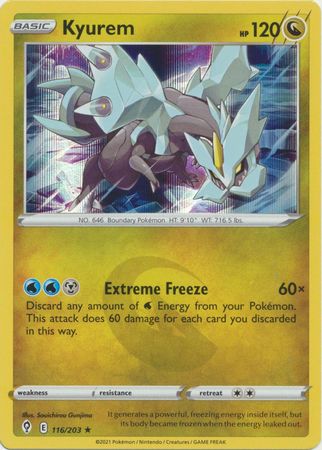 BASIC Kyurem HP 120
NO. 646 Boundary Pokémon. HT: 9'10" WT: 716.5 lbs.
Extreme Freeze 60×
Discard any amount of Energy from your Pokémon.
This attack does 60 damage for each card you discarded
in this way.
weakness resistance retreat
Illus. Souichirou Gunjima
It generates a powerful, freezing energy inside itself, but
its body became frozen when the energy leaked out.
E 116/203 ★
©2021 Pokémon / Nintendo / Creatures / GAME FREAK